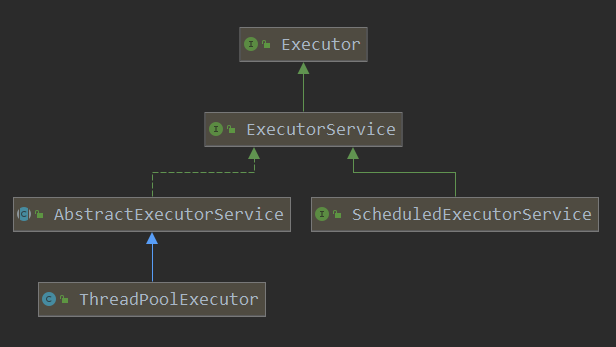 Executor
ExecutorService
AbstractExecutorService
ScheduledExecutorService
ThreadPoolExecutor